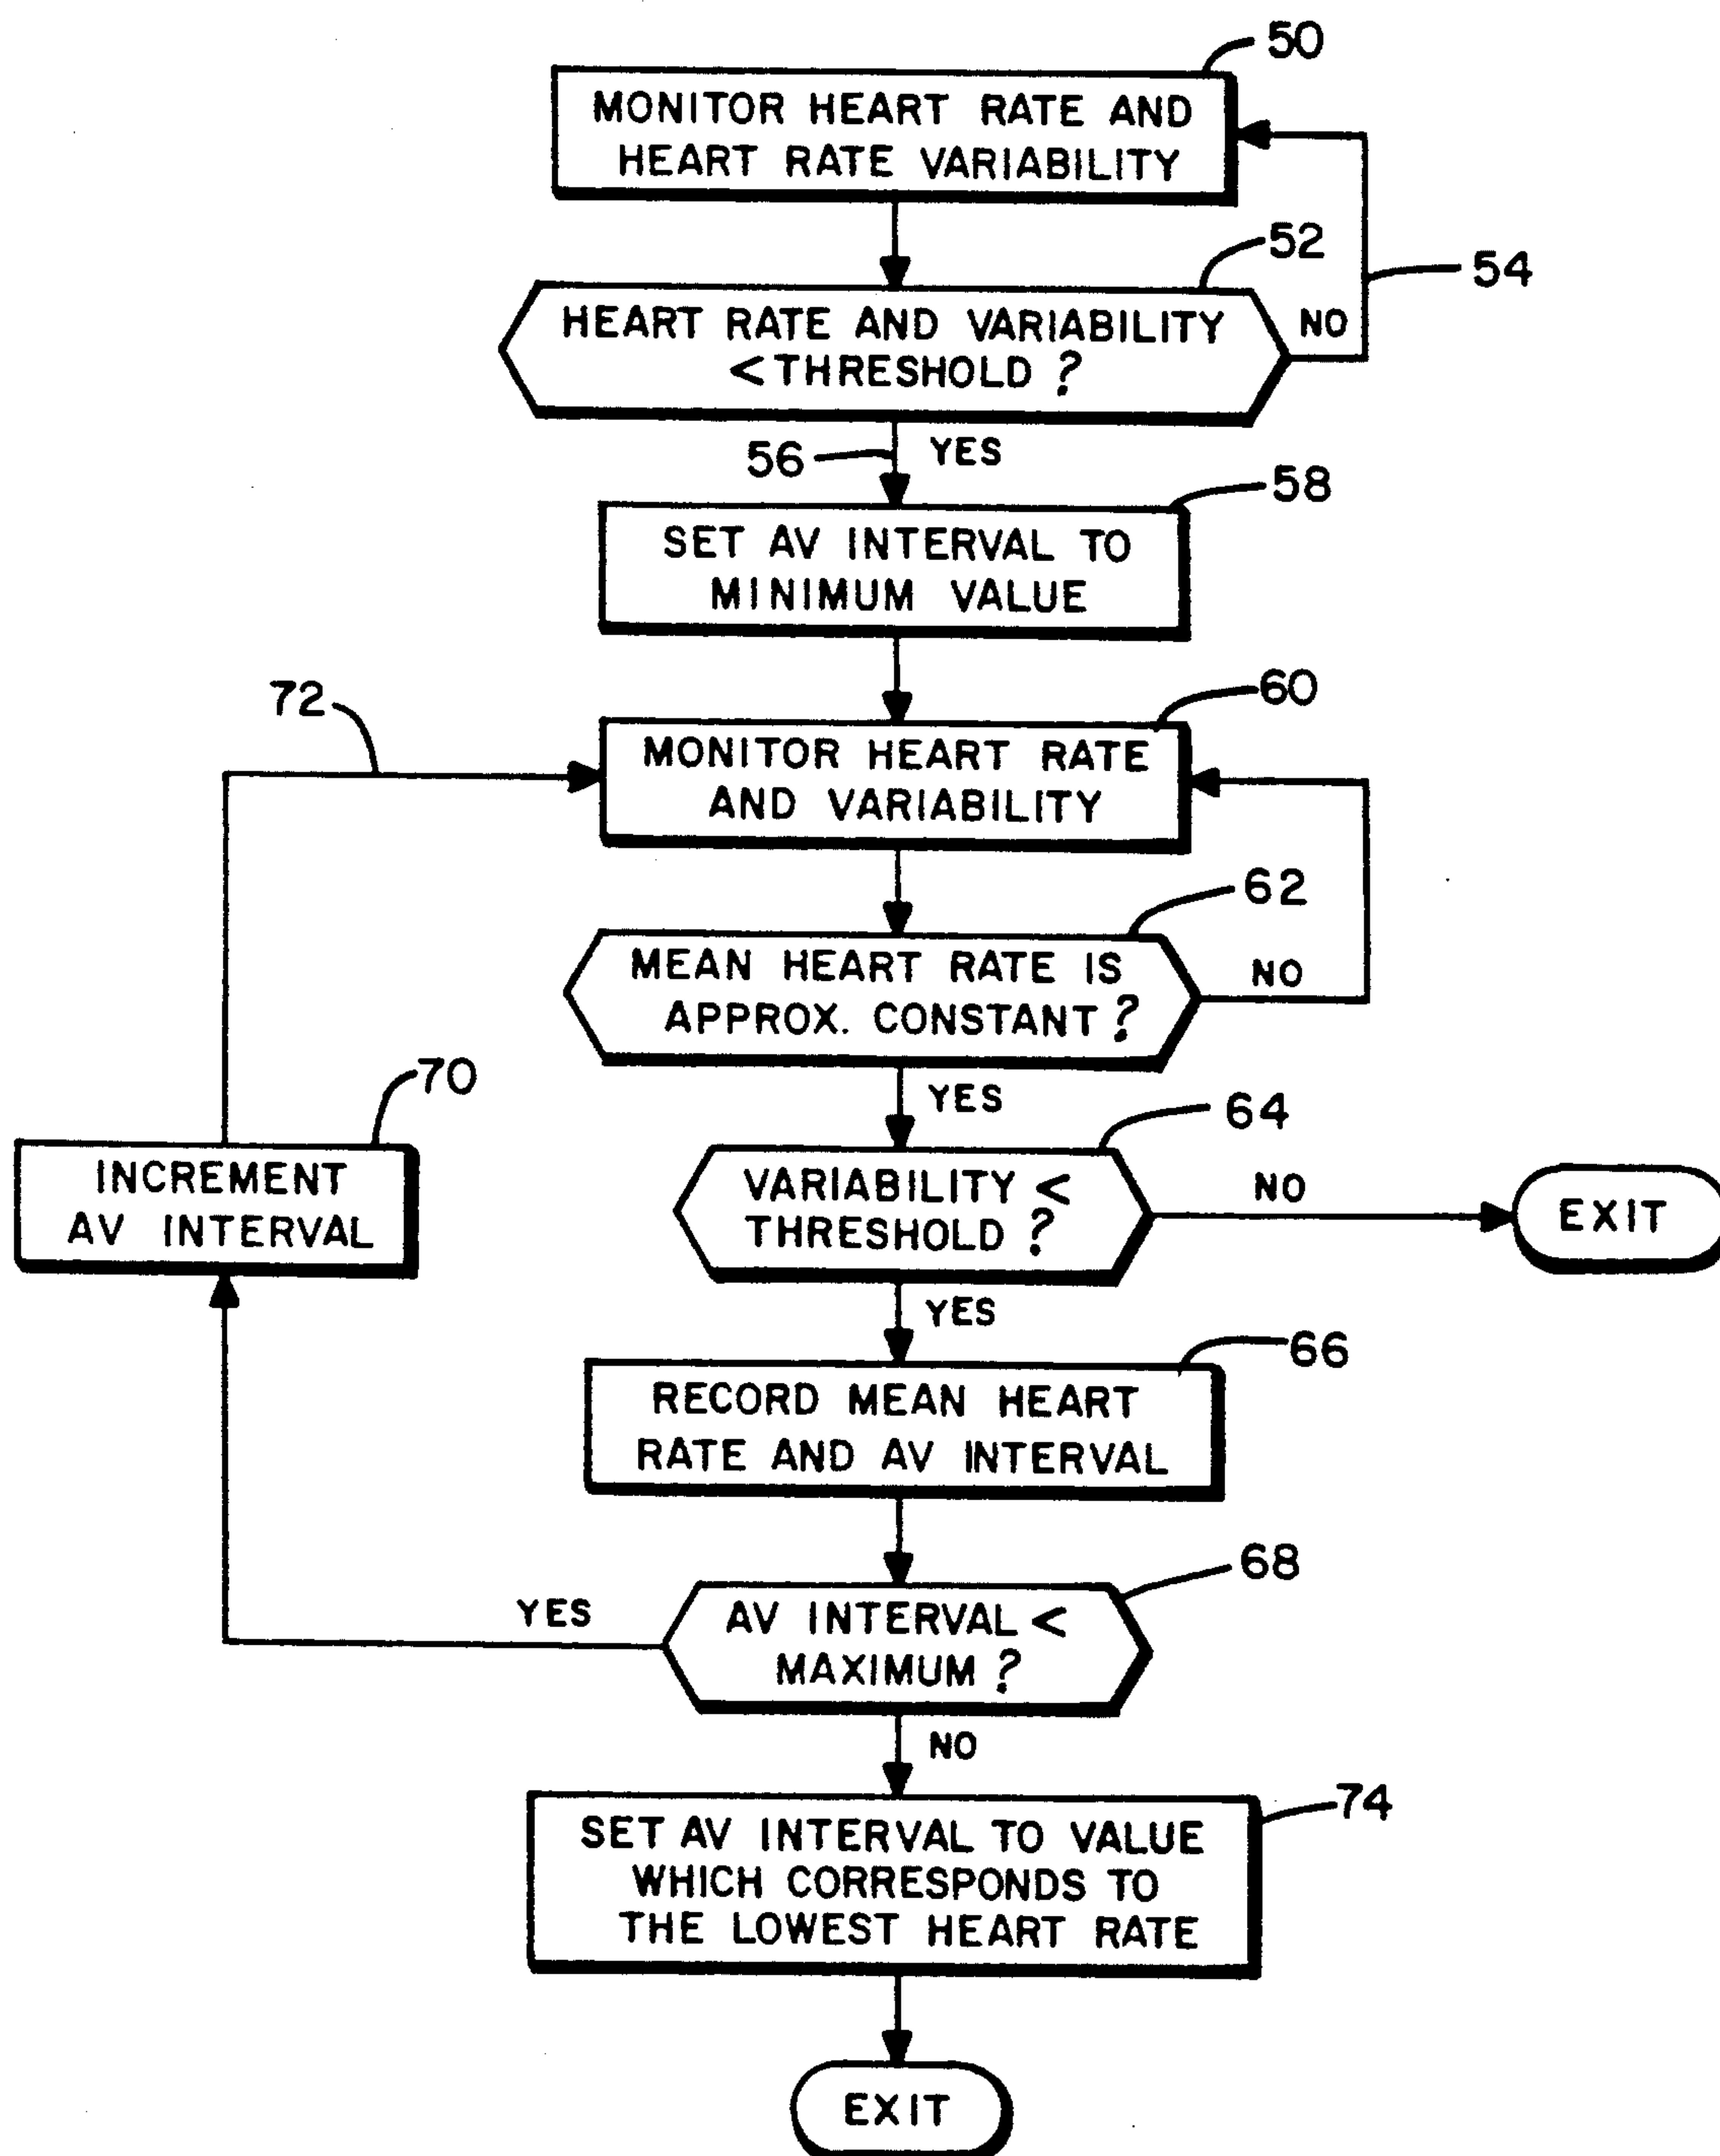 50
MONITOR HEART RATE AND
HEART RATE VARIABILITY
52
54
HEART RATE AND VARIABILITY
< THRESHOLD ?
NO
56
YES
58
SET AV INTERVAL TO
MINIMUM VALUE
72
60
MONITOR HEART RATE
AND VARIABILITY
62
MEAN HEART RATE IS
APPROX. CONSTANT ?
NO
70
YES
64
INCREMENT
AV INTERVAL
VARIABILITY <
THRESHOLD ?
NO
EXIT
YES
66
RECORD MEAN HEART
RATE AND AV INTERVAL
68
YES
AV INTERVAL <
MAXIMUM ?
NO
74
SET AV INTERVAL TO VALUE
WHICH CORRESPONDS TO
THE LOWEST HEART RATE
EXIT